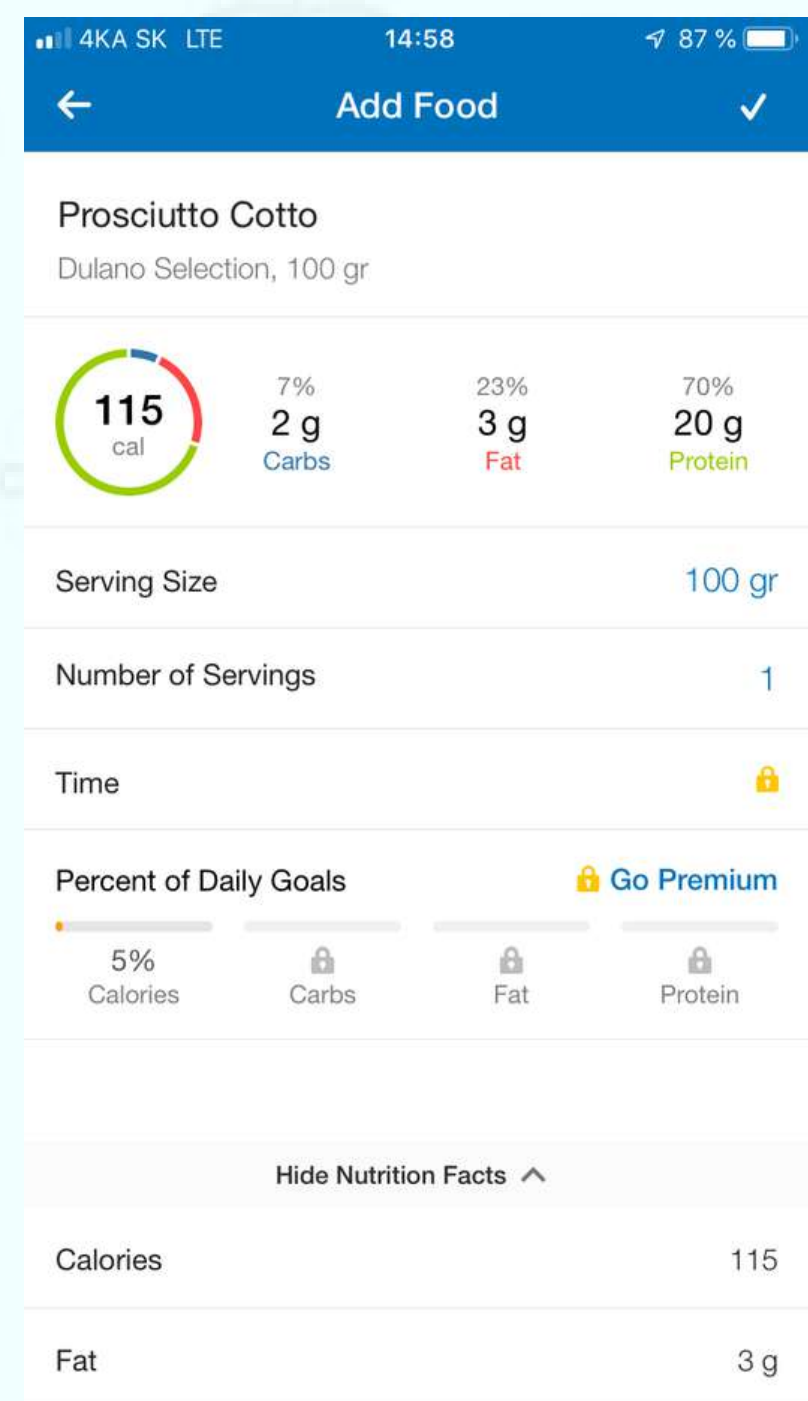 4KA SK LTE 14:58 87 %
Add Food
Prosciutto Cotto
Dulano Selection, 100 gr
115
cal
7%
2 g
Carbs
23%
3 g
Fat
70%
20 g
Protein
Serving Size 100 gr
Number of Servings 1
Time
Percent of Daily Goals Go Premium
5%
Calories
Carbs
Fat
Protein
Hide Nutrition Facts
Calories 115
Fat 3 g